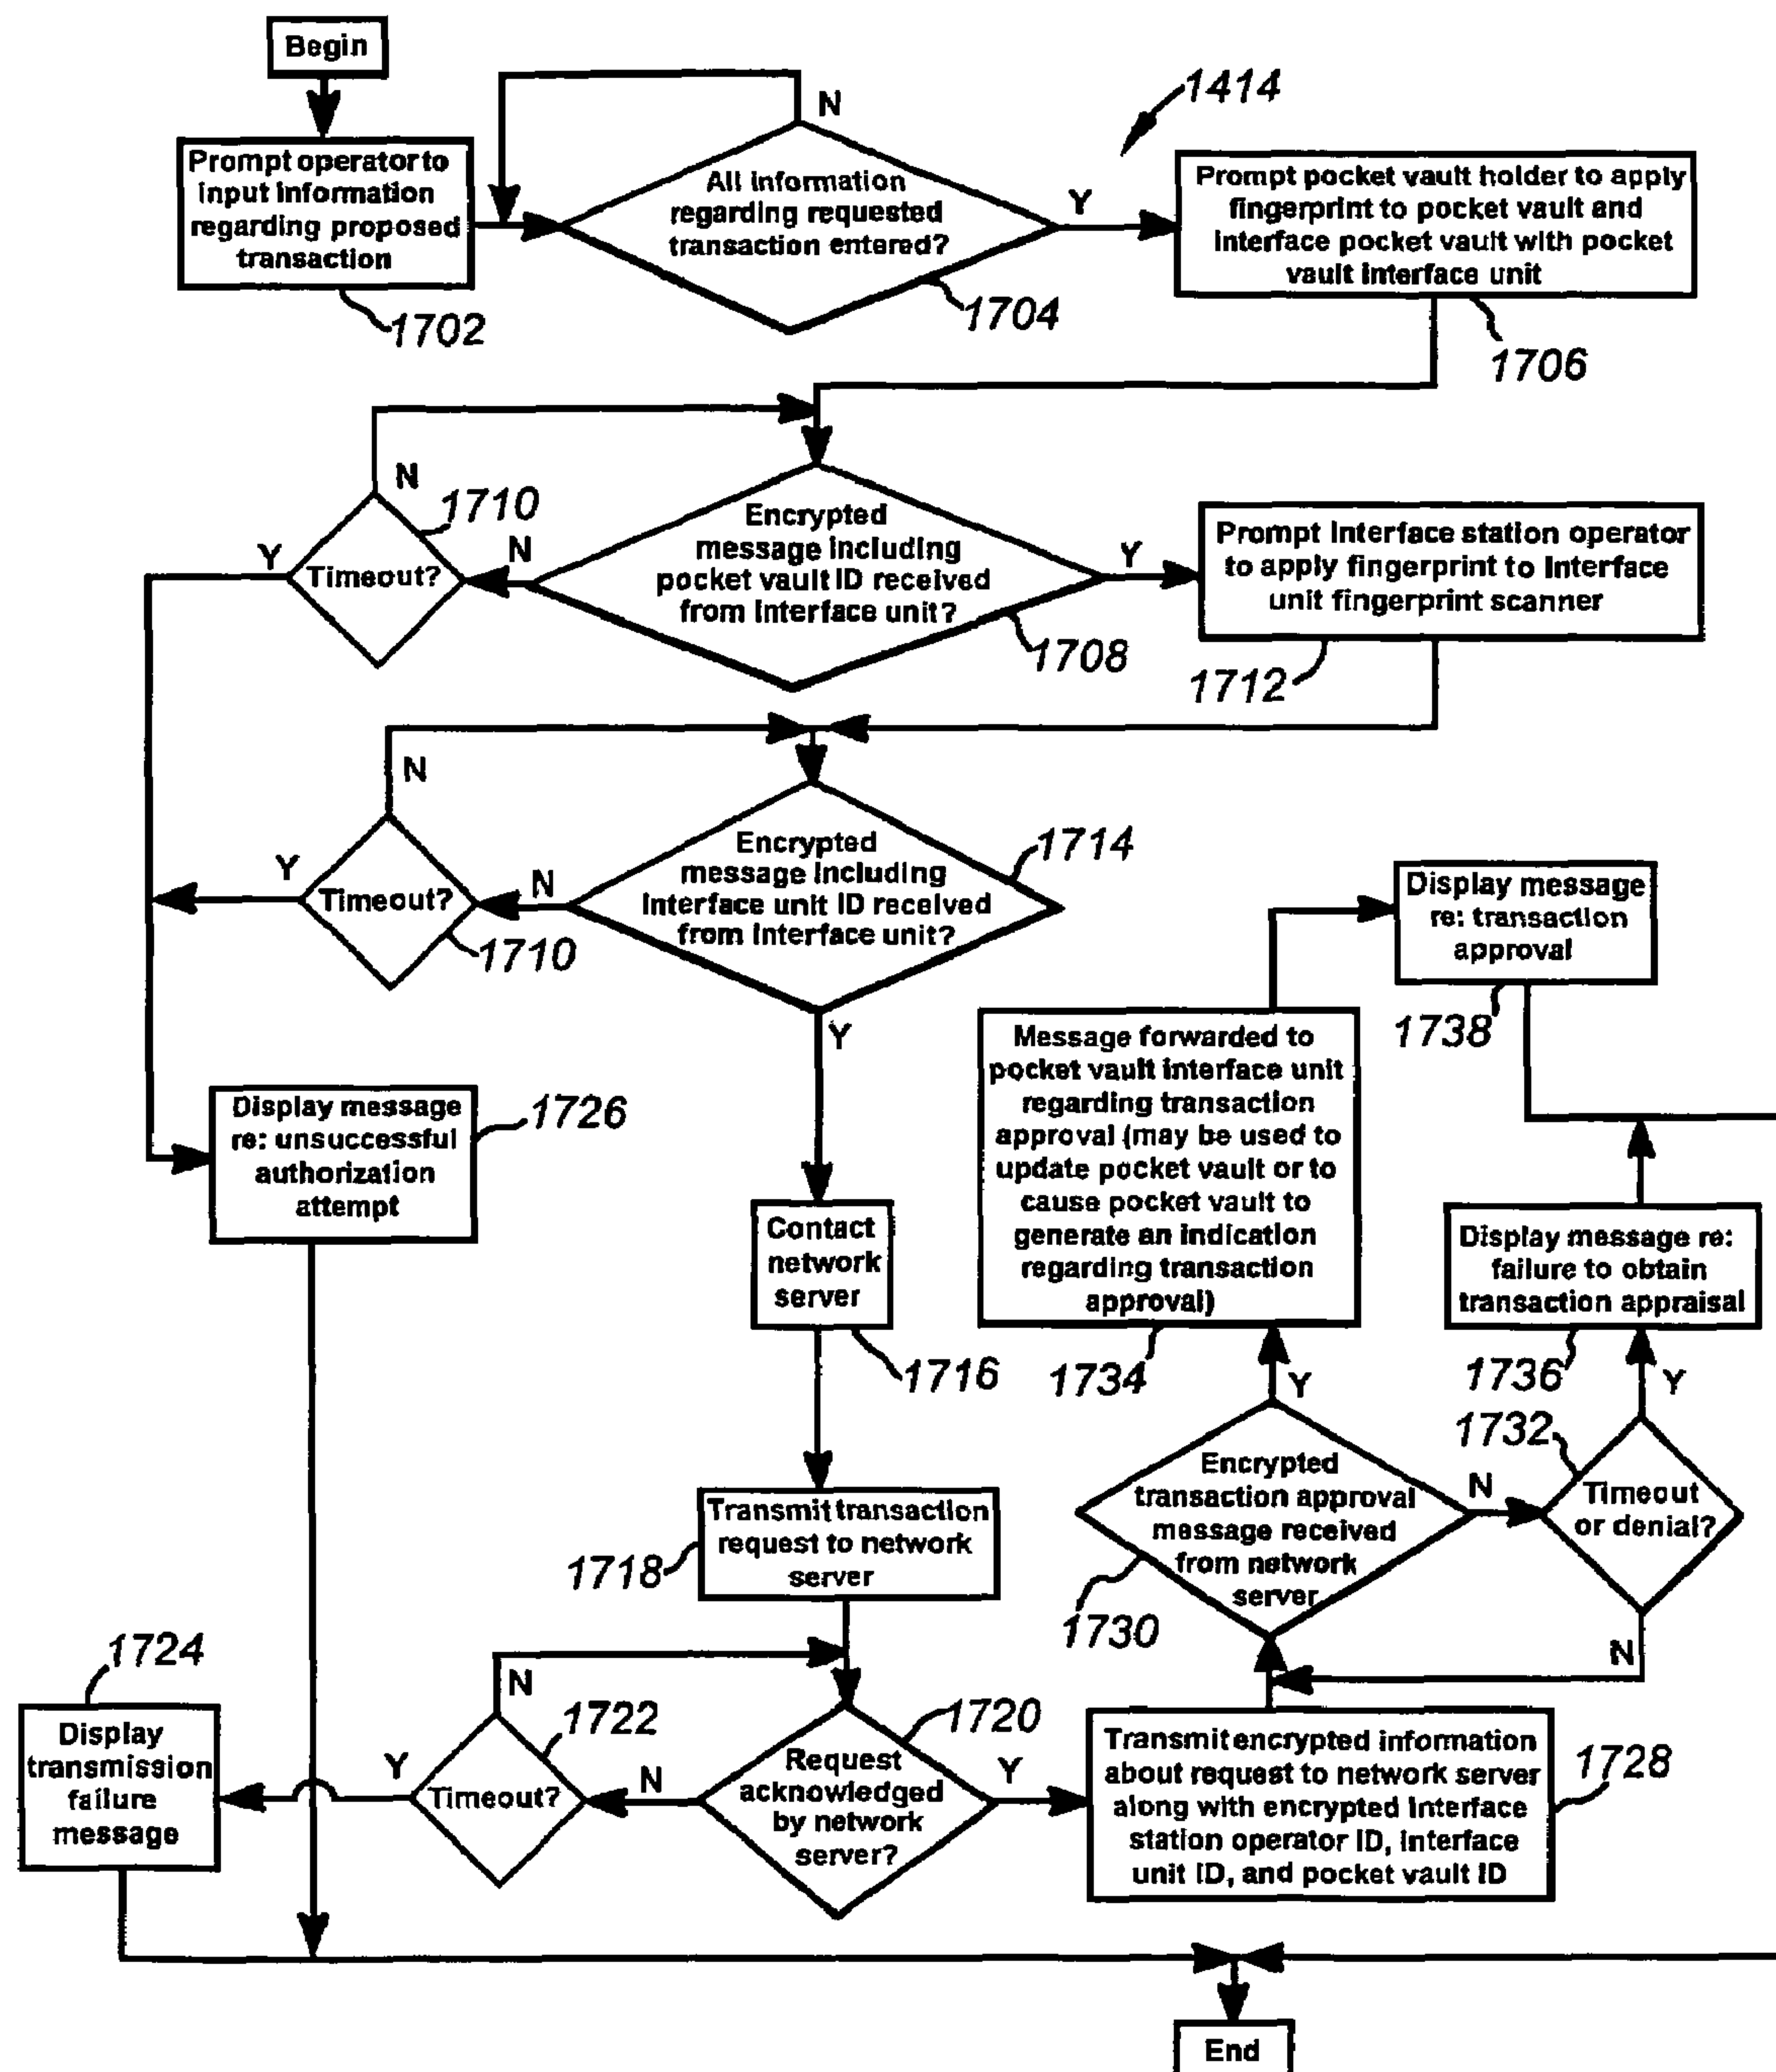 Begin
N
1414
Prompt operator to
input information
regarding proposed
transaction
1702
All information
regarding requested
transaction entered?
1704
Y
Prompt pocket vault holder to apply
fingerprint to pocket vault and
interface pocket vault with pocket
vault interface unit
1706
N
1710
Y
Timeout?
N
Encrypted
message including
pocket vault ID received
from interface unit?
1708
Y
Prompt interface station operator
to apply fingerprint to interface
unit fingerprint scanner
1712
N
Y
Timeout?
1710
N
Encrypted
message including
interface unit ID received
from interface unit?
1714
Y
Display message
re: transaction
approval
1738
Display message
re: unsuccessful
authorization
attempt
1726
Contact
network
server
1716
Message forwarded to
pocket vault interface unit
regarding transaction
approval (may be used to
update pocket vault or to
cause pocket vault to
generate an indication
regarding transaction
approval)
1734
Y
Display message re:
failure to obtain
transaction appraisal
1736
Y
1732
Transmit transaction
request to network
server
1718
Encrypted
transaction approval
message received
from network
server
1730
N
Timeout
or denial?
N
1724
Display
transmission
failure
message
Y
N
1722
Timeout?
N
1720
Request
acknowledged
by network
server?
Y
Transmit encrypted information
about request to network server
along with encrypted interface
station operator ID, interface
unit ID, and pocket vault ID
1728
End